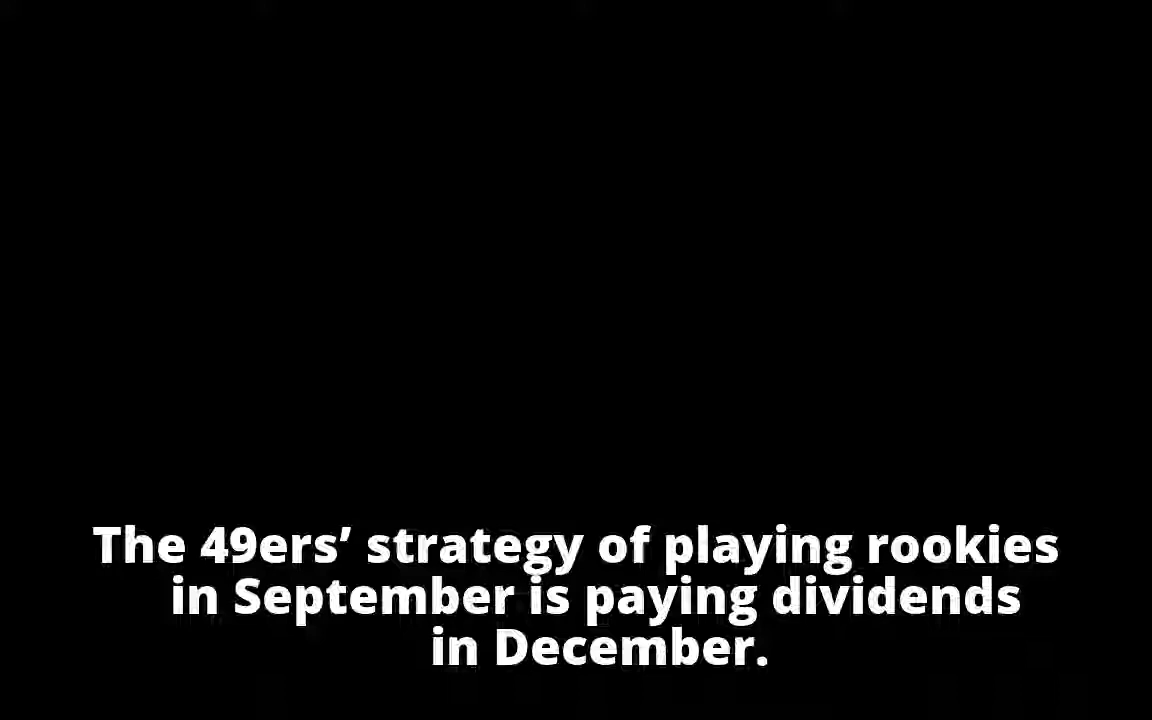 The 49ers’ strategy of playing rookies
in September is paying dividends
in December.